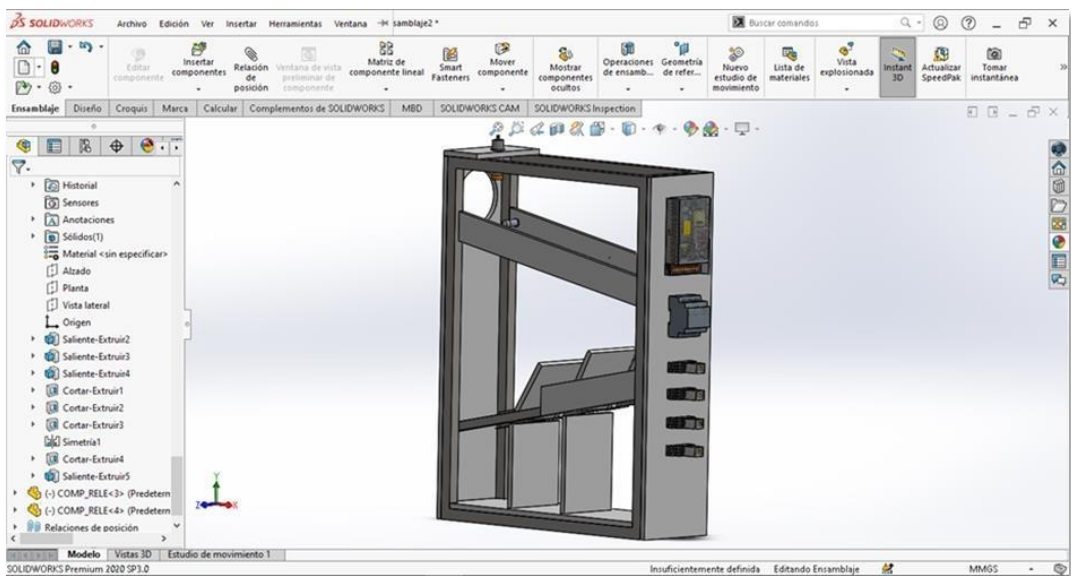 SOLIDWORKS Archivo Edición Ver Insertar Herramientas Ventana samblaje2 * Buscar comandos
Editar componente
Insertar componentes
Relación de posición
Ventana de vista preliminar de componente
Matriz de componente lineal
Smart Fasteners
Mover componente
Mostrar componentes ocultos
Operaciones de ensamb...
Geometría de refer...
Nuevo estudio de movimiento
Lista de materiales
Vista explosionada
Instant 3D
Actualizar SpeedPak
Tomar instantánea
Ensamblaje Diseño Croquis Marca Calcular Complementos de SOLIDWORKS MBD SOLIDWORKS CAM SOLIDWORKS Inspection
Historial
Sensores
Anotaciones
Sólidos(1)
Material <sin especificar>
Alzado
Planta
Vista lateral
Origen
Saliente-Extruir2
Saliente-Extruir3
Saliente-Extruir4
Cortar-Extruir1
Cortar-Extruir2
Cortar-Extruir3
Simetría1
Cortar-Extruir4
Saliente-Extruir5
(-) COMP_RELE<3> (Predetern
(-) COMP_RELE<4> (Predetern
Relaciones de posición
Modelo Vistas 3D Estudio de movimiento 1
SOLIDWORKS Premium 2020 SP3.0 Insuficientemente definida Editando Ensamblaje MMGS